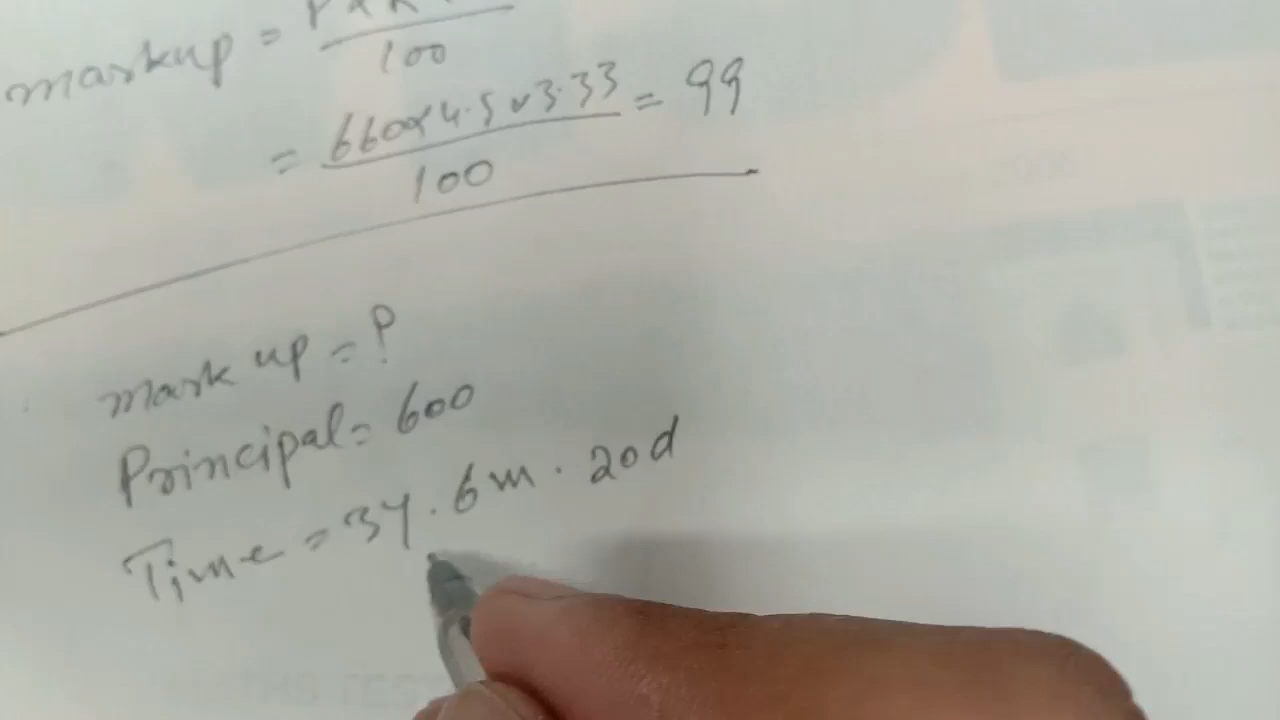 markup = P x R
100
= 660 x 4.5 x 3.33 = 99
100
mark up = ?
Principal = 600
Time = 3y. 6m. 20d